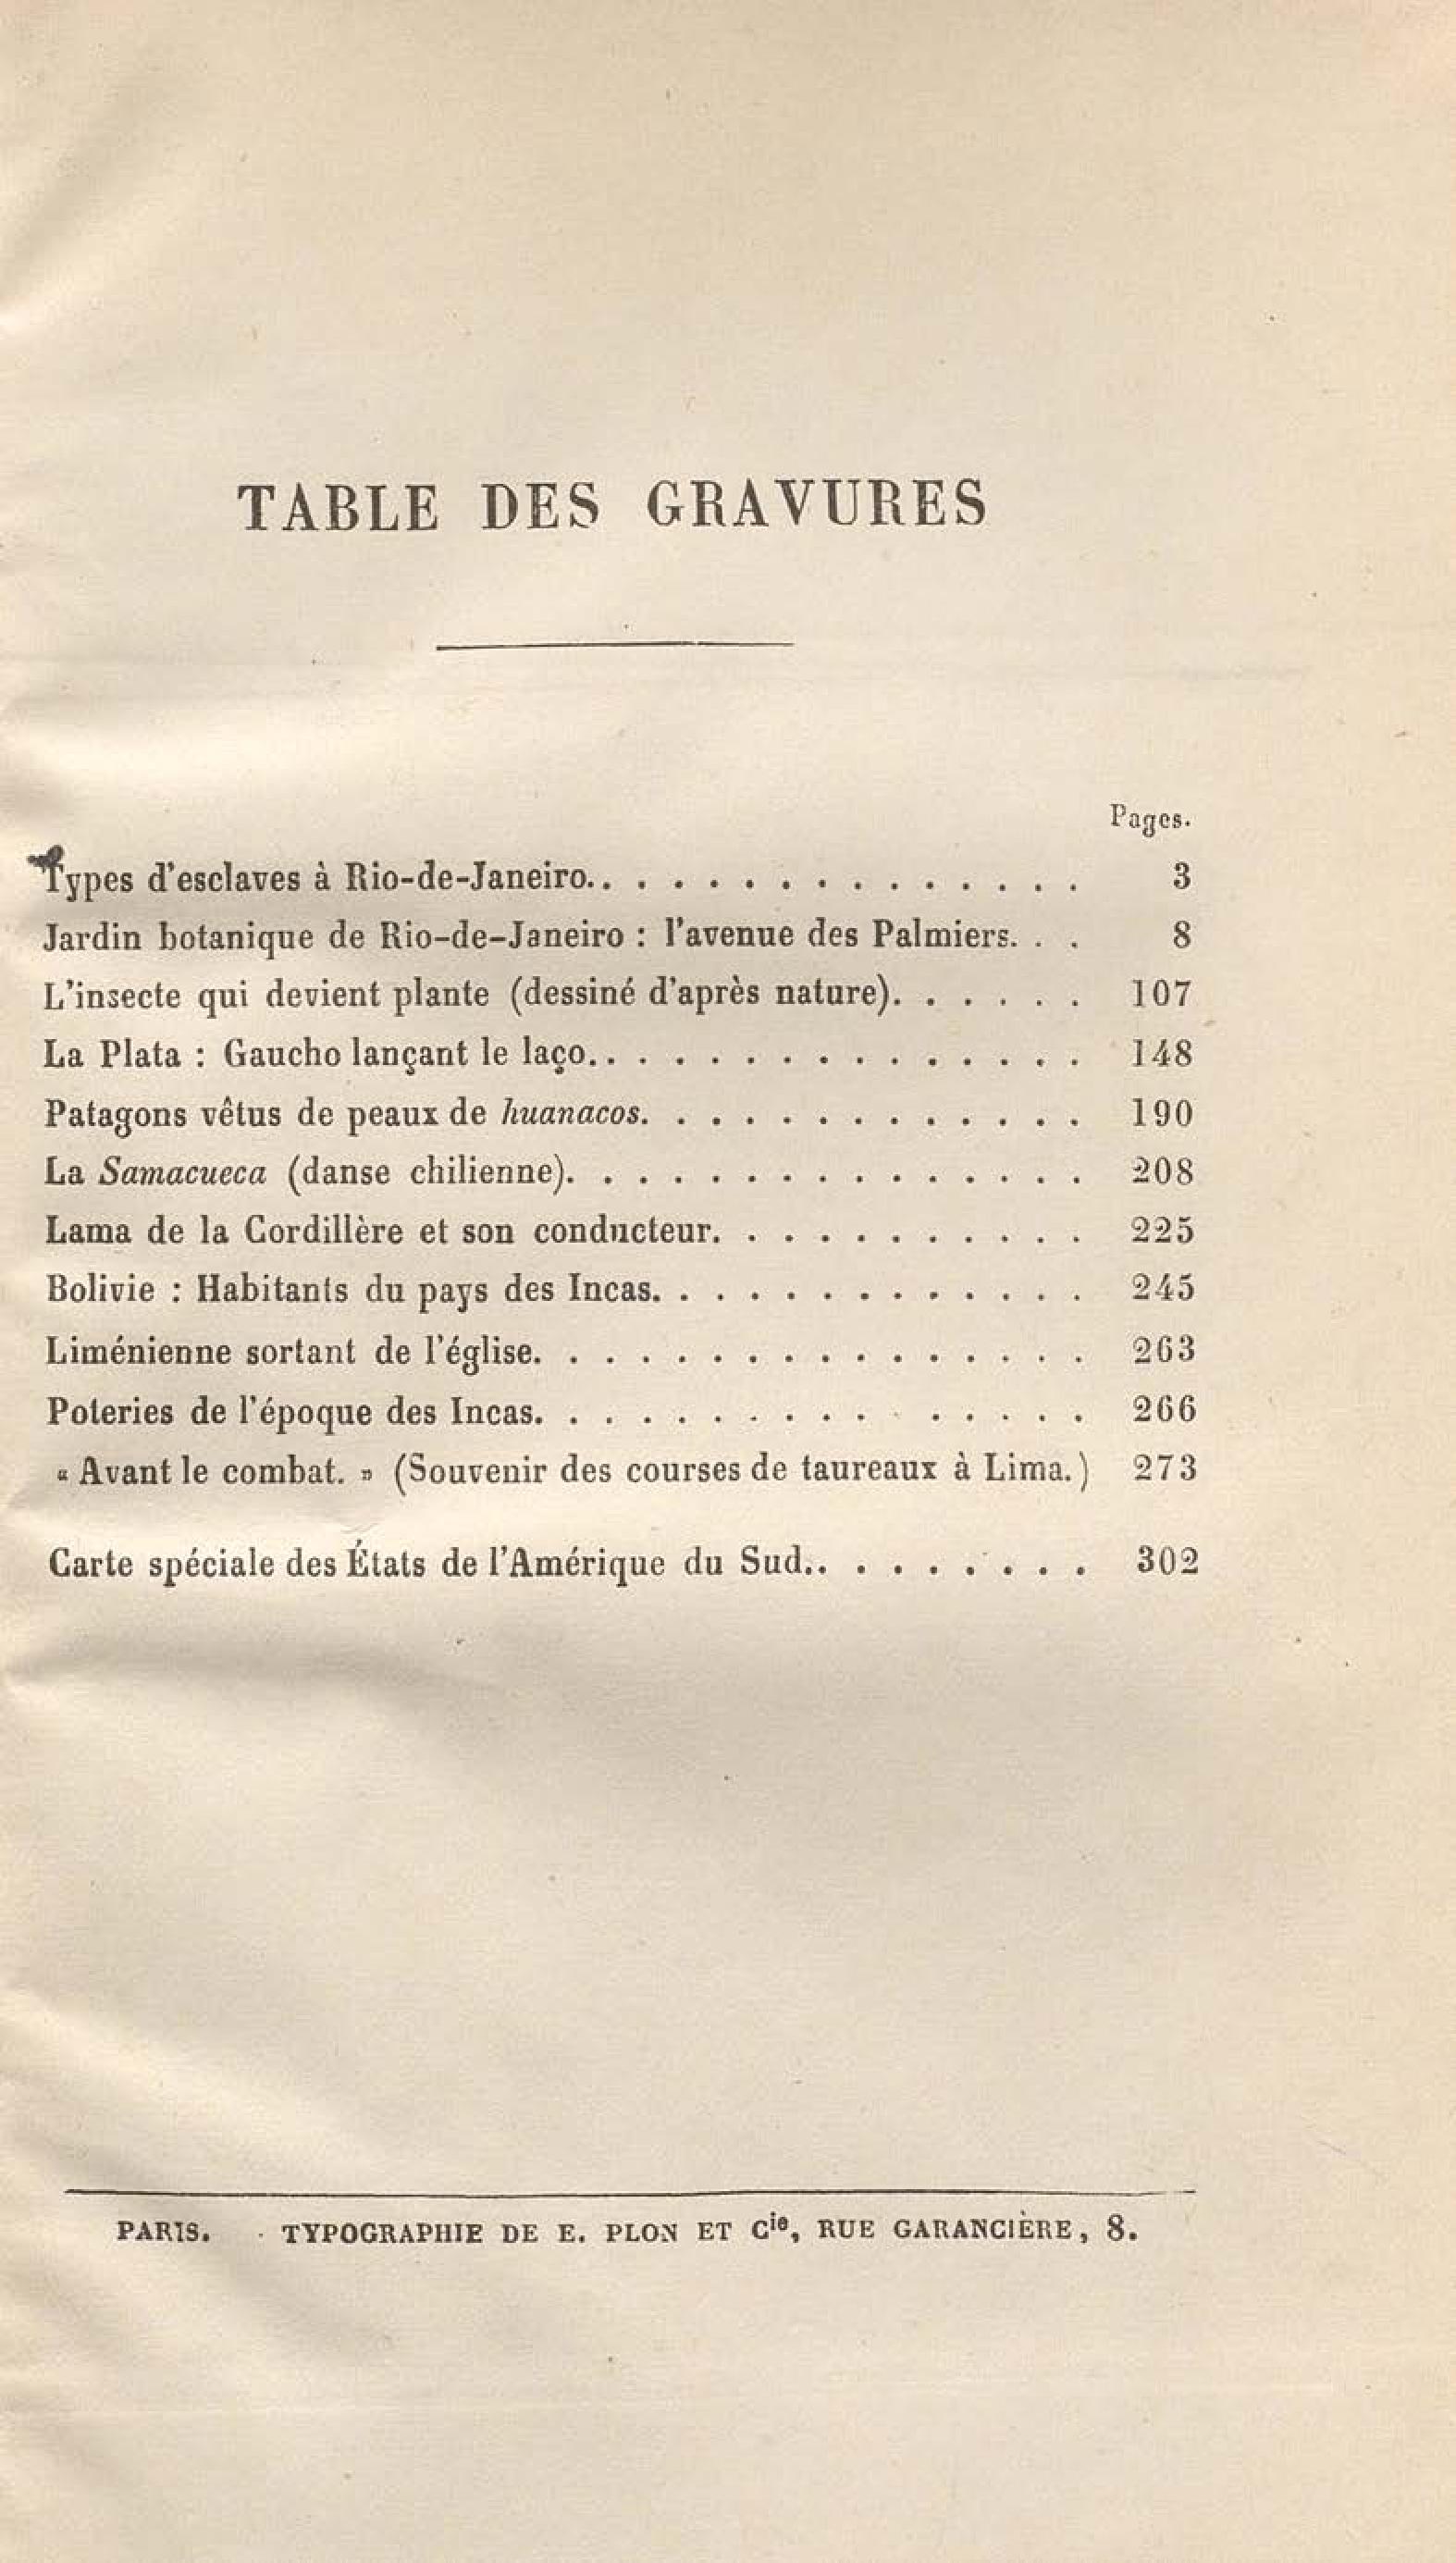 TABLE DES GRAVURES
Pages.
Types d'esclaves à Rio-de-Janeiro.. . . . . . . . . . . . . . 3
Jardin botanique de Rio-de-Janeiro : l'avenue des Palmiers. . . 8
L'insecte qui devient plante (dessiné d'après nature). . . . . . 107
La Plata : Gaucho lançant le laço.. . . . . . . . . . . . . . 148
Patagons vêtus de peaux de huanacos. . . . . . . . . . . . . 190
La Samacueca (danse chilienne). . . . . . . . . . . . . . . 208
Lama de la Cordillère et son conducteur. . . . . . . . . . . 225
Bolivie : Habitants du pays des Incas. . . . . . . . . . . . . 245
Liménienne sortant de l'église. . . . . . . . . . . . . . . . 263
Poteries de l'époque des Incas. . . . . . . . . . . . . . . . 266
« Avant le combat. » (Souvenir des courses de taureaux à Lima.) 273
Carte spéciale des États de l'Amérique du Sud.. . . . . . . . 302
PARIS. TYPOGRAPHIE DE E. PLON ET Cie, RUE GARANCIÈRE, 8.